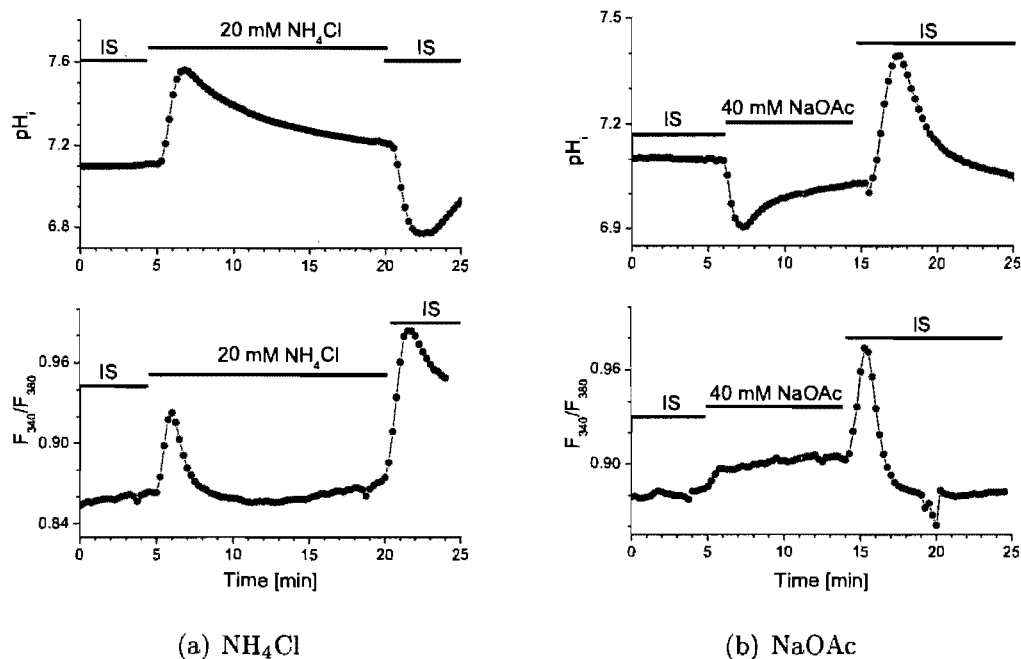 20 mM NH4Cl
IS
IS
7.6
7.2
6.8
pHi
0 5 10 15 20 25
IS
20 mM NH4Cl
IS
0.96
0.90
0.84
F340/F380
0 5 10 15 20 25
Time [min]
(a) NH4Cl
7.5
IS
40 mM NaOAc
IS
7.2
6.9
pHi
0 5 10 15 20 25
IS
40 mM NaOAc
IS
0.96
0.90
F340/F380
0 5 10 15 20 25
Time [min]
(b) NaOAc